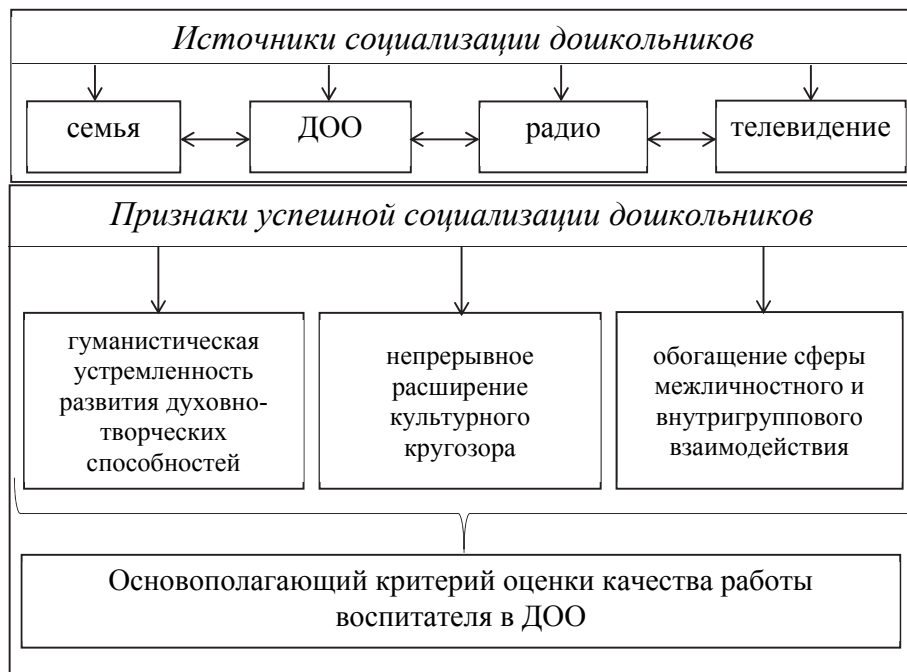 Источники социализации дошкольников
семья ДОО радио телевидение
Признаки успешной социализации дошкольников
гуманистическая
устремленность
развития духовно-
творческих
способностей
непрерывное
расширение
культурного
кругозора
обогащение сферы
межличностного и
внутригруппового
взаимодействия
Основополагающий критерий оценки качества работы
воспитателя в ДОО